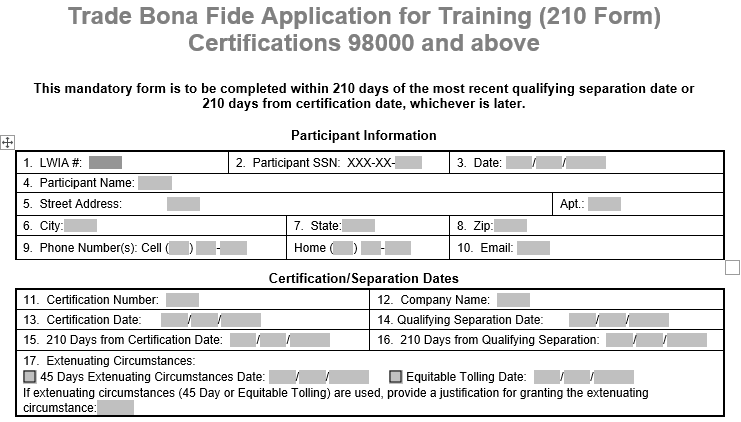 Trade Bona Fide Application for Training (210 Form)
Certifications 98000 and above
This mandatory form is to be completed within 210 days of the most recent qualifying separation date or
210 days from certification date, whichever is later.
Participant Information
1. LWIA #:
2. Participant SSN: XXX-XX-
3. Date: / /
4. Participant Name:
5. Street Address:
Apt.:
6. City:
7. State:
8. Zip:
9. Phone Number(s): Cell ( ) -
Home ( ) -
10. Email:
Certification/Separation Dates
11. Certification Number:
12. Company Name:
13. Certification Date: / /
14. Qualifying Separation Date: / /
15. 210 Days from Certification Date: / /
16. 210 Days from Qualifying Separation: / /
17. Extenuating Circumstances:
45 Days Extenuating Circumstances Date: / /
Equitable Tolling Date: / /
If extenuating circumstances (45 Day or Equitable Tolling) are used, provide a justification for granting the extenuating
circumstance: